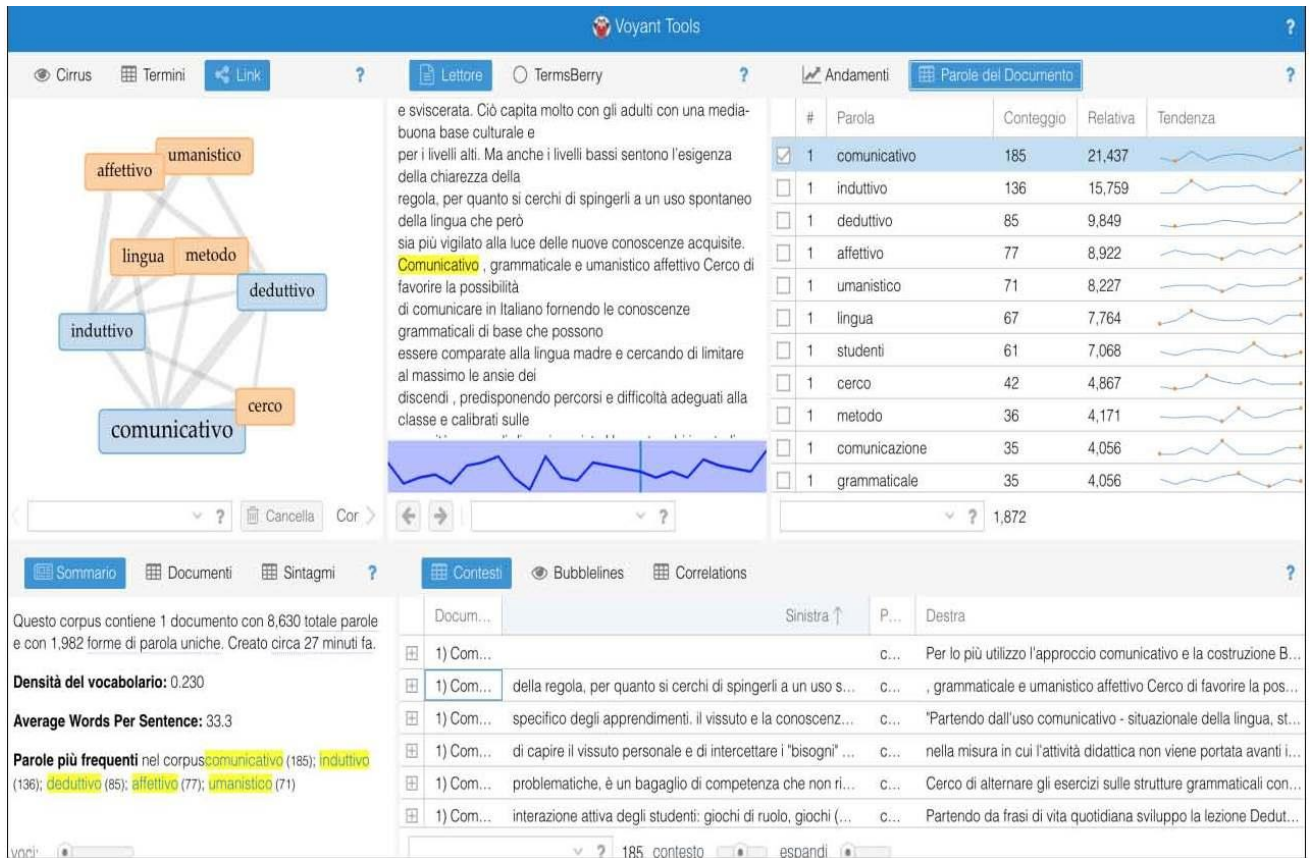 Voyant Tools
?
Cirrus
Termini
Link
?
umanistico
affettivo
lingua
metodo
deduttivo
induttivo
cerco
comunicativo
?
Cancella
Cor
Lettore
TermsBerry
?
e sviscerata. Ciò capita molto con gli adulti con una media-
buona base culturale e
per i livelli alti. Ma anche i livelli bassi sentono l'esigenza
della chiarezza della
regola, per quanto si cerchi di spingerli a un uso spontaneo
della lingua che però
sia più vigilato alla luce delle nuove conoscenze acquisite.
Comunicativo , grammaticale e umanistico affettivo Cerco di
favorire la possibilità
di comunicare in Italiano fornendo le conoscenze
grammaticali di base che possono
essere comparate alla lingua madre e cercando di limitare
al massimo le ansie dei
discendi , predisponendo percorsi e difficoltà adeguati alla
classe e calibrati sulle
?
Andamenti
Parole del Documento
?
# Parola Conteggio Relativa Tendenza
1 comunicativo 185 21,437
1 induttivo 136 15,759
1 deduttivo 85 9,849
1 affettivo 77 8,922
1 umanistico 71 8,227
1 lingua 67 7,764
1 studenti 61 7,068
1 cerco 42 4,867
1 metodo 36 4,171
1 comunicazione 35 4,056
1 grammaticale 35 4,056
? 1,872
Sommario
Documenti
Sintagmi
?
Questo corpus contiene 1 documento con 8,630 totale parole
e con 1,982 forme di parola uniche. Creato circa 27 minuti fa.
Densità del vocabolario: 0.230
Average Words Per Sentence: 33.3
Parole più frequenti nel corpuscomunicativo (185); induttivo
(136); deduttivo (85); affettivo (77); umanistico (71)
voci:
Contesti
Bubblelines
Correlations
?
Docum... Sinistra ↑ P... Destra
1) Com... c... Per lo più utilizzo l'approccio comunicativo e la costruzione B...
1) Com... della regola, per quanto si cerchi di spingerli a un uso s... c... , grammaticale e umanistico affettivo Cerco di favorire la pos...
1) Com... specifico degli apprendimenti. il vissuto e la conoscenz... c... "Partendo dall'uso comunicativo - situazionale della lingua, st...
1) Com... di capire il vissuto personale e di intercettare i "bisogni" ... c... nella misura in cui l'attività didattica non viene portata avanti i...
1) Com... problematiche, è un bagaglio di competenza che non ri... c... Cerco di alternare gli esercizi sulle strutture grammaticali con...
1) Com... interazione attiva degli studenti: giochi di ruolo, giochi (... c... Partendo da frasi di vita quotidiana sviluppo la lezione Dedut...
? 185 contesto espandi